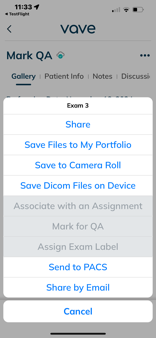 11:33
TestFlight
vave
Mark QA
Gallery Patient Info Notes Discussi
Exam 3
Share
Save Files to My Portfolio
Save to Camera Roll
Save Dicom Files on Device
Associate with an Assignment
Mark for QA
Assign Exam Label
Send to PACS
Share by Email
Cancel